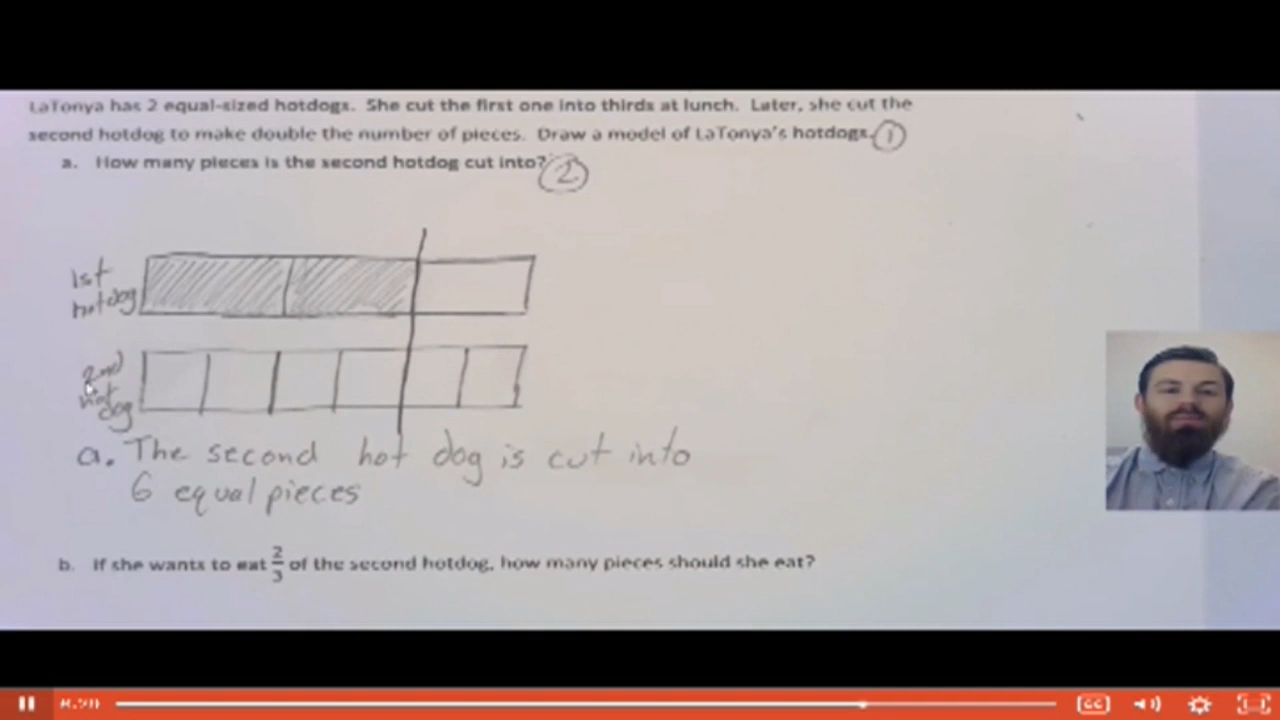 LaTonya has 2 equal-sized hotdogs. She cut the first one into thirds at lunch. Later, she cut the
second hotdog to make double the number of pieces. Draw a model of LaTonya's hotdogs. 1
a. How many pieces is the second hotdog cut into? 2
1st
hotdog
2nd
hot
dog
a. The second hot dog is cut into
6 equal pieces
b. If she wants to eat 2/3 of the second hotdog, how many pieces should she eat?
CC